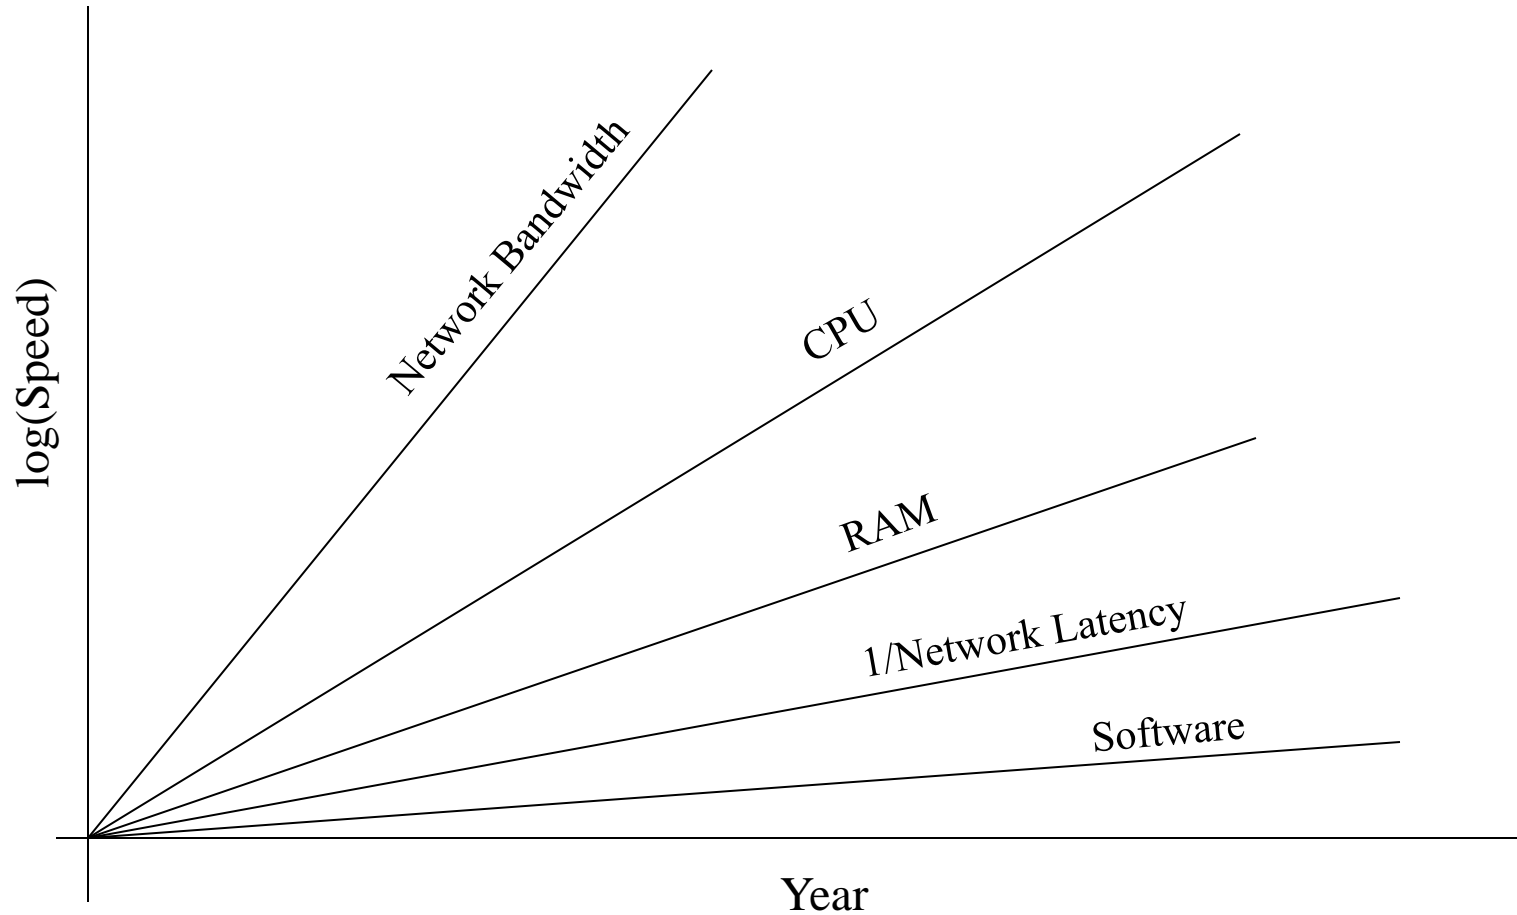 Network Bandwidth
CPU
log(Speed)
RAM
1/Network Latency
Software
Year